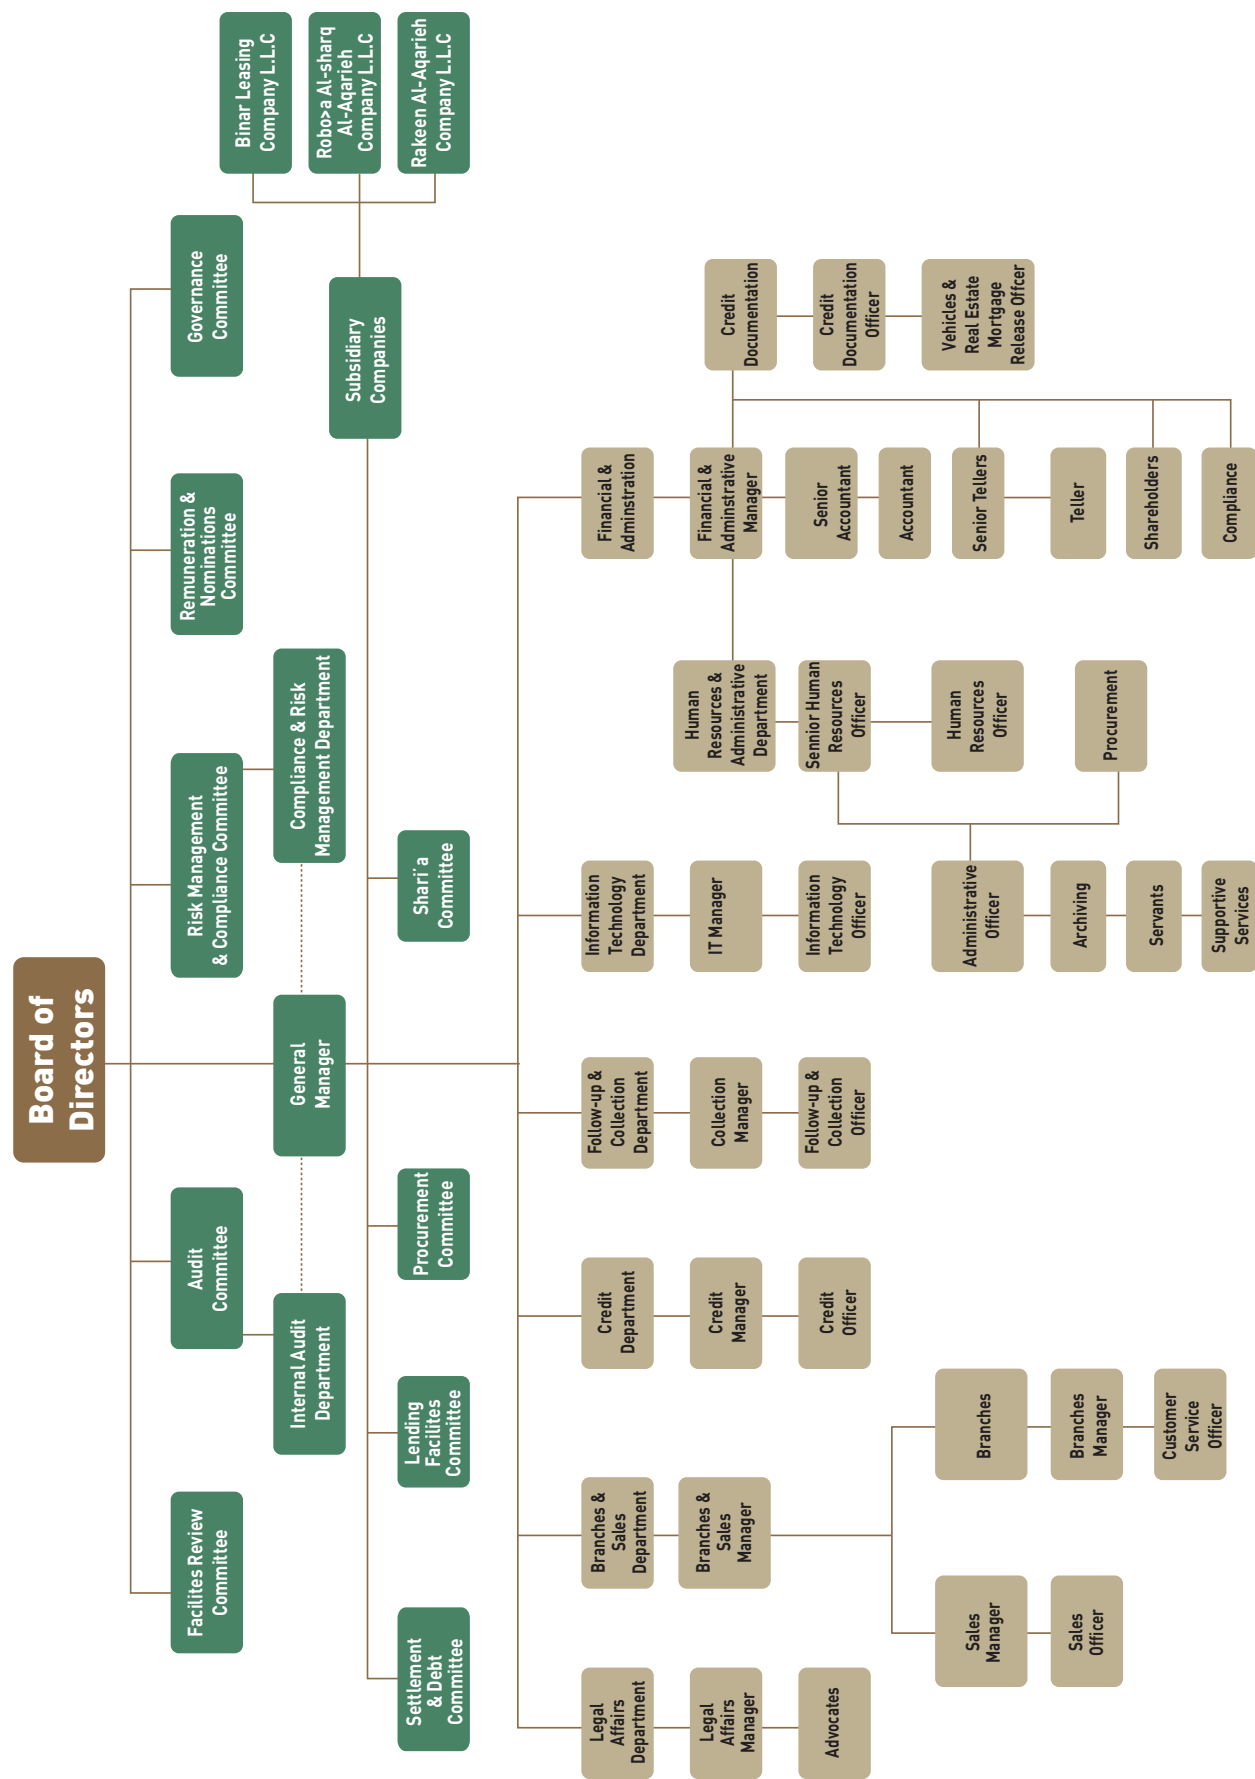 Board of
Directors
Facilites Review
Committee
Audit
Committee
Risk Management
& Compliance Committee
Remuneration &
Nominations
Committee
Governance
Committee
Internal Audit
Department
General
Manager
Compliance & Risk
Management Department
Subsidiary
Companies
Binar Leasing
Company L.L.C
Robo>a Al-sharq
Al-Aqarieh
Company L.L.C
Rakeen Al-Aqarieh
Company L.L.C
Settlement
& Debt
Committee
Lending
Facilites
Committee
Procurement
Committee
Shari'a
Committee
Legal
Affairs
Department
Legal
Affairs
Manager
Advocates
Branches &
Sales
Department
Branches &
Sales
Manager
Sales
Manager
Sales
Officer
Branches
Branches
Manager
Customer
Service
Officer
Credit
Department
Credit
Manager
Credit
Officer
Follow-up &
Collection
Department
Collection
Manager
Follow-up &
Collection
Officer
Information
Technology
Department
IT Manager
Information
Technology
Officer
Financial &
Adminstration
Financial &
Adminstrative
Manager
Senior
Accountant
Accountant
Senior Tellers
Teller
Shareholders
Compliance
Human
Resources &
Administrative
Department
Sennior Human
Resources
Officer
Human
Resources
Officer
Procurement
Administrative
Officer
Archiving
Servants
Supportive
Services
Credit
Documentation
Credit
Documentation
Officer
Vehicles &
Real Estate
Mortgage
Release Offcer